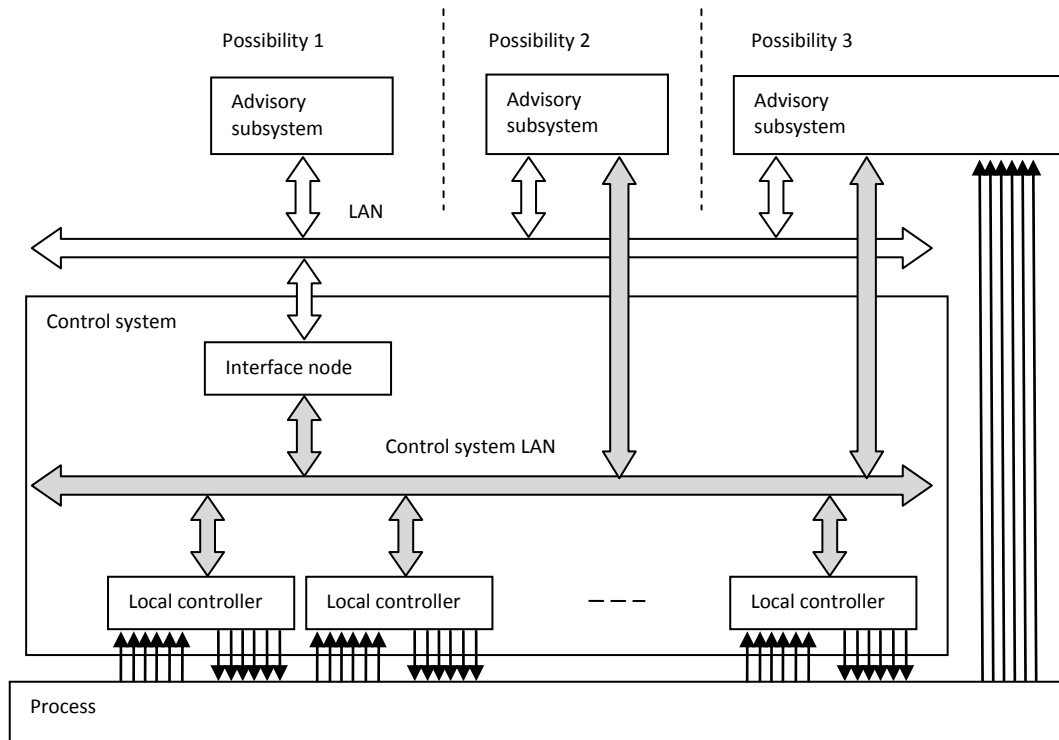 Possibility 1
Possibility 2
Possibility 3
Advisory
subsystem
Advisory
subsystem
Advisory
subsystem
LAN
Control system
Interface node
Control system LAN
Local controller
Local controller
Local controller
Process